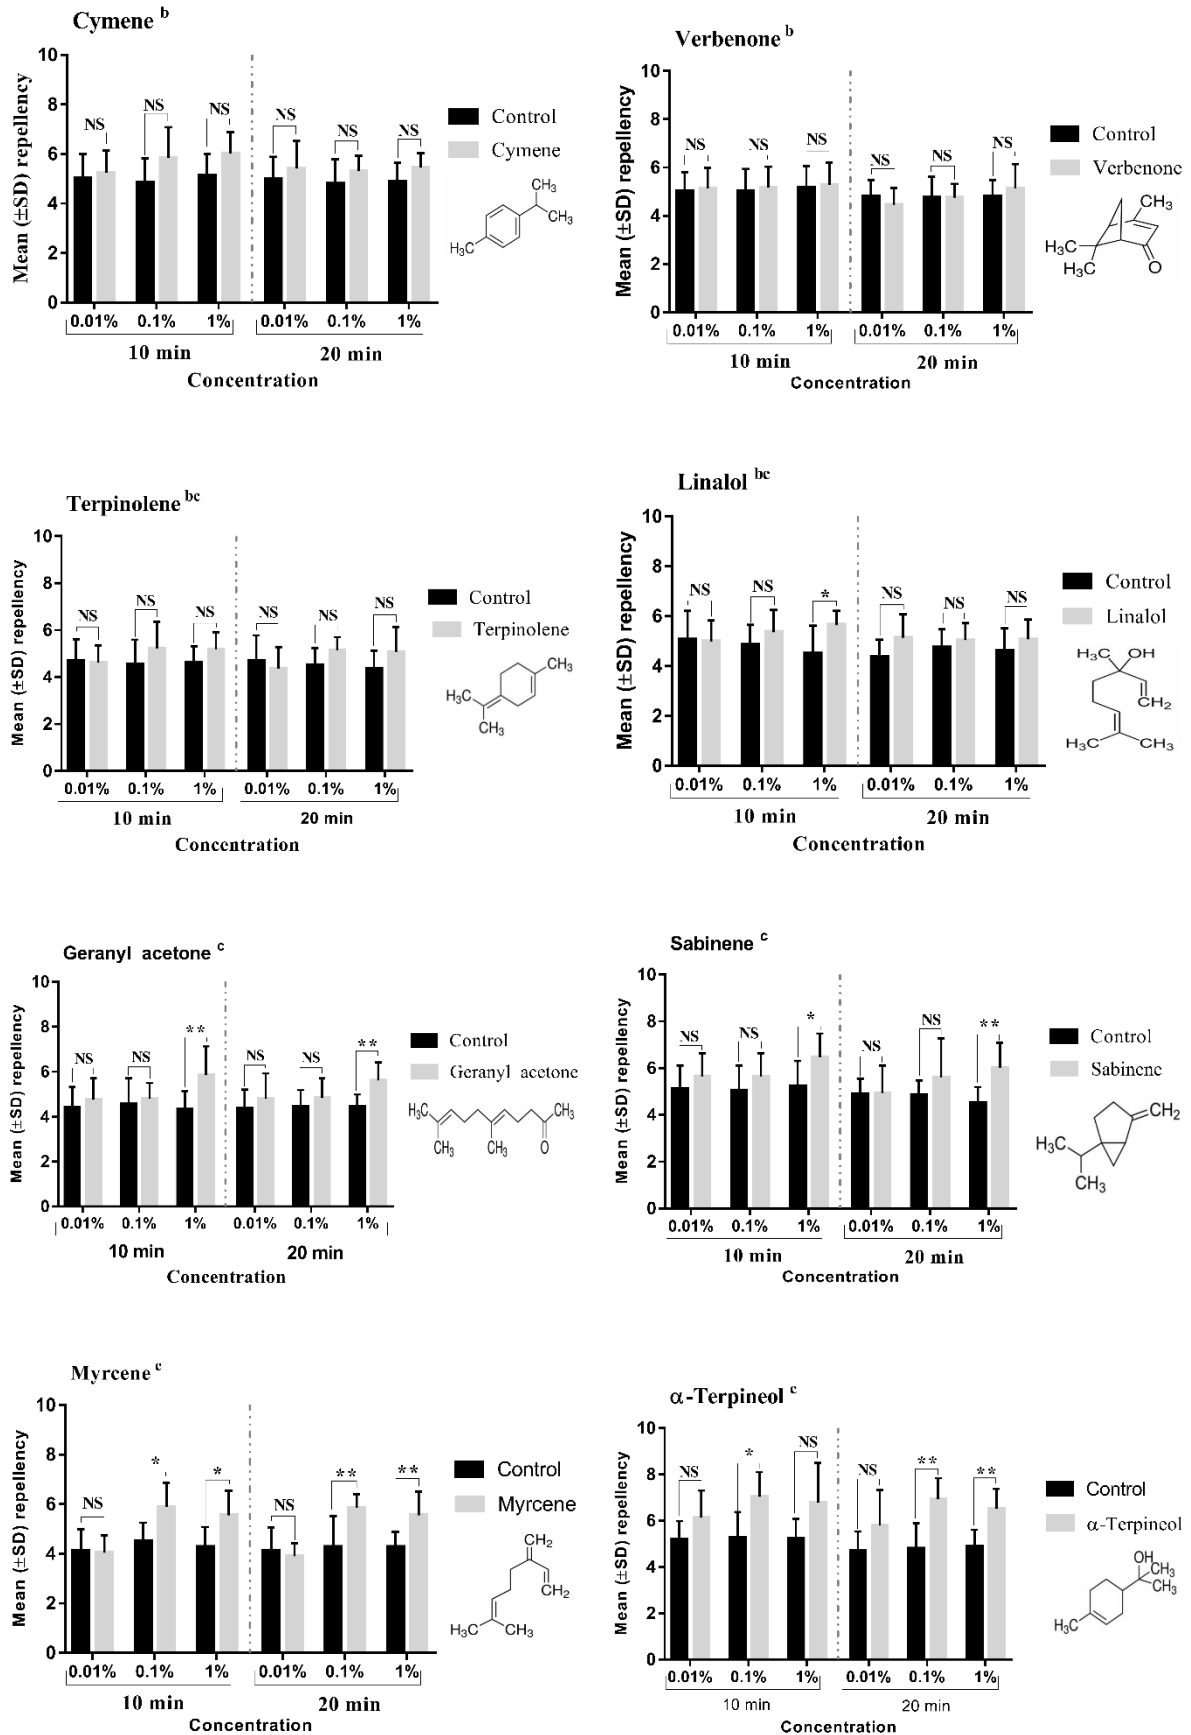 Cymene b
Mean (±SD) repellency
10
8
6
4
2
0
NS NS NS NS NS NS
Control
Cymene
CH₃
CH₃
H₃C
0.01% 0.1% 1% 0.01% 0.1% 1%
10 min 20 min
Concentration
Verbenone b
Mean (±SD) repellency
10
8
6
4
2
0
NS NS NS NS NS NS
Control
Verbenone
CH₃
H₃C
H₃C
O
0.01% 0.1% 1% 0.01% 0.1% 1%
10 min 20 min
Concentration
Terpinolene bc
Mean (±SD) repellency
10
8
6
4
2
0
NS NS NS NS NS NS
Control
Terpinolene
CH₃
H₃C
CH₃
0.01% 0.1% 1% 0.01% 0.1% 1%
10 min 20 min
Concentration
Linalol bc
Mean (±SD) repellency
10
8
6
4
2
0
NS NS * NS NS NS
Control
Linalol
H₃C OH
CH₂
H₃C CH₃
0.01% 0.1% 1% 0.01% 0.1% 1%
10 min 20 min
Concentration
Geranyl acetone c
Mean (±SD) repellency
10
8
6
4
2
0
NS NS ** NS NS **
Control
Geranyl acetone
H₃C CH₃
CH₃ CH₃ O
0.01% 0.1% 1% 0.01% 0.1% 1%
10 min 20 min
Concentration
Sabinene c
Mean (±SD) repellency
10
8
6
4
2
0
NS NS * NS NS **
Control
Sabinene
CH₂
H₃C
CH₃
0.01% 0.1% 1% 0.01% 0.1% 1%
10 min 20 min
Concentration
Myrcene c
Mean (±SD) repellency
10
8
6
4
2
0
NS * * NS ** **
Control
Myrcene
CH₂
CH₂
H₃C CH₃
0.01% 0.1% 1% 0.01% 0.1% 1%
10 min 20 min
Concentration
α-Terpineol c
Mean (±SD) repellency
10
8
6
4
2
0
NS * NS NS ** **
Control
α-Terpineol
OH
CH₃
CH₃
H₃C
0.01% 0.1% 1% 0.01% 0.1% 1%
10 min 20 min
Concentration